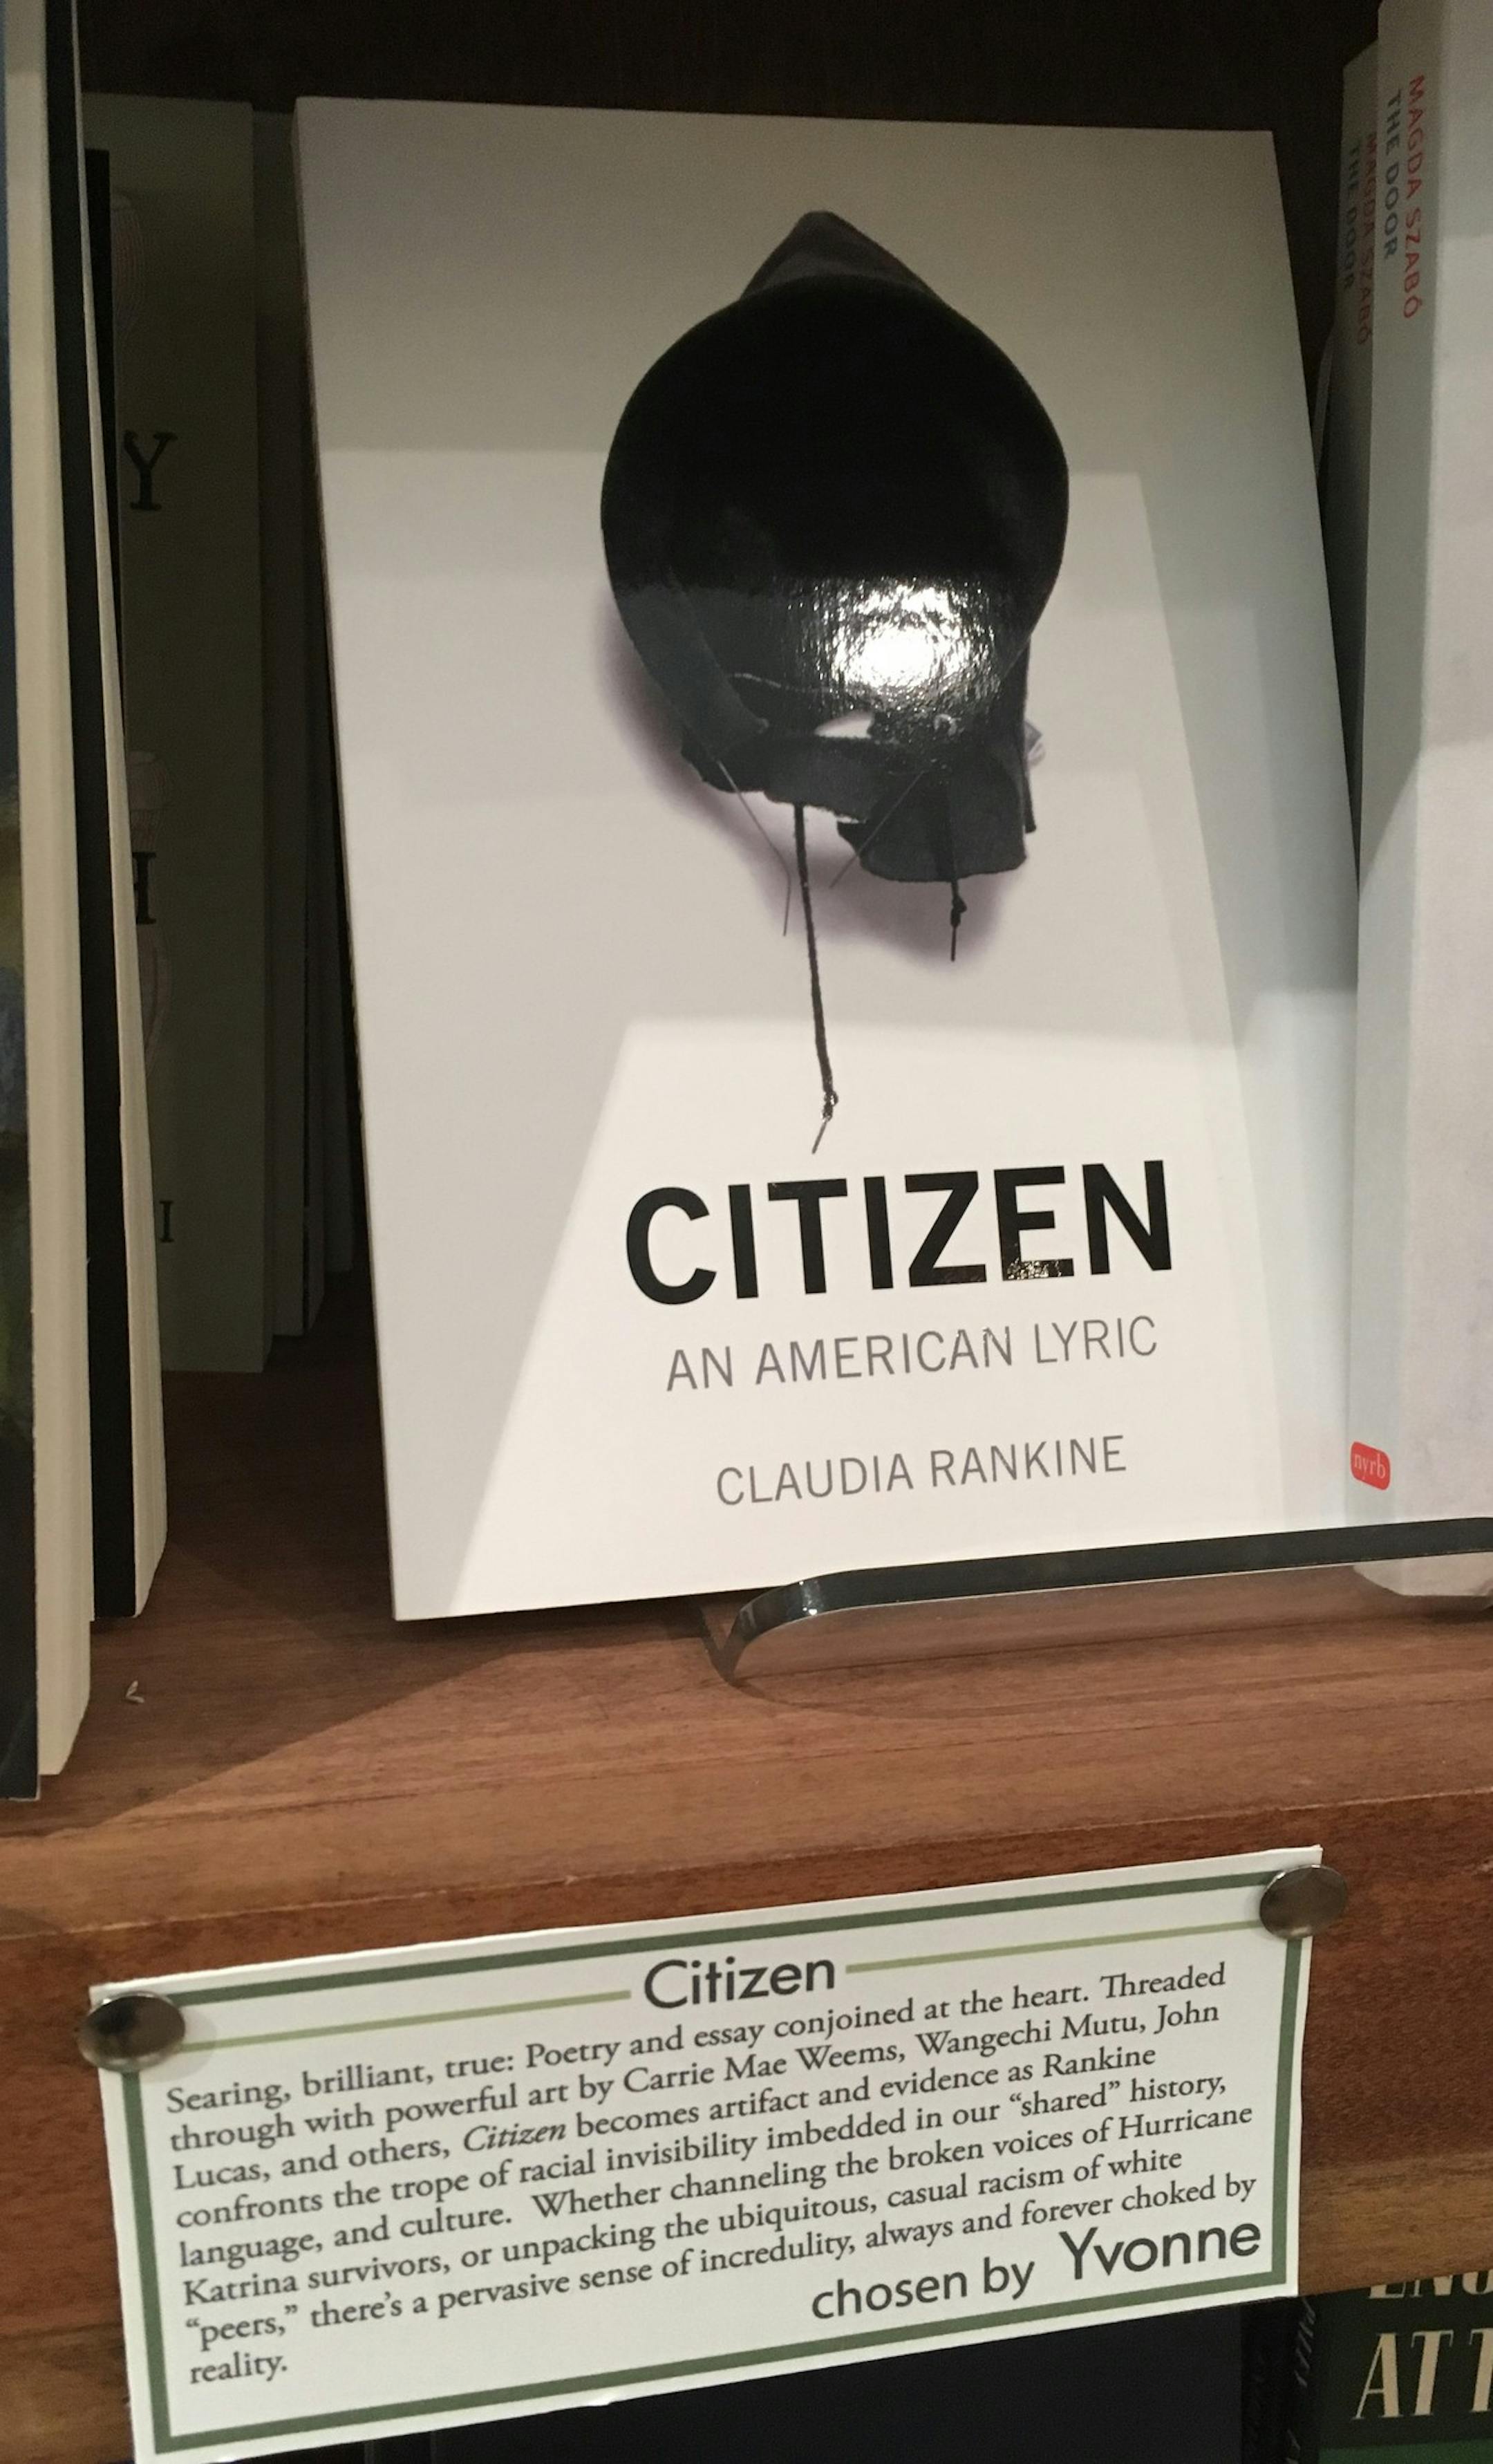 MAGDA SZABÓ
THE DOOR
MAGDA SZABÓ
THE DOOR
Y
H
I
CITIZEN
AN AMERICAN LYRIC
CLAUDIA RANKINE
nyrb
Citizen
Searing, brilliant, true: Poetry and essay conjoined at the heart. Threaded
through with powerful art by Carrie Mae Weems, Wangechi Mutu, John
Lucas, and others, Citizen becomes artifact and evidence as Rankine
confronts the trope of racial invisibility imbedded in our “shared” history,
language, and culture. Whether channeling the broken voices of Hurricane
Katrina survivors, or unpacking the ubiquitous, casual racism of white
“peers,” there’s a pervasive sense of incredulity, always and forever choked by
reality.
chosen by Yvonne
AT T